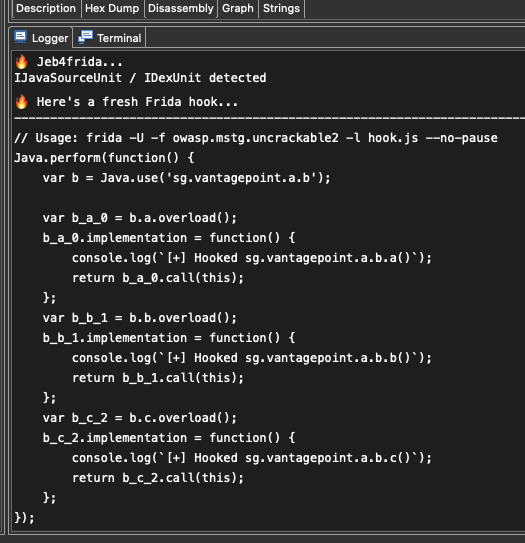 Description Hex Dump Disassembly Graph Strings
Logger Terminal
🔥 Jeb4frida...
IJavaSourceUnit / IDexUnit detected
🔥 Here's a fresh Frida hook...
--------------------------------------------------------------------
// Usage: frida -U -f owasp.mstg.uncrackable2 -l hook.js --no-pause
Java.perform(function() {
    var b = Java.use('sg.vantagepoint.a.b');

    var b_a_0 = b.a.overload();
    b_a_0.implementation = function() {
        console.log(`[+] Hooked sg.vantagepoint.a.b.a()`);
        return b_a_0.call(this);
    };
    var b_b_1 = b.b.overload();
    b_b_1.implementation = function() {
        console.log(`[+] Hooked sg.vantagepoint.a.b.b()`);
        return b_b_1.call(this);
    };
    var b_c_2 = b.c.overload();
    b_c_2.implementation = function() {
        console.log(`[+] Hooked sg.vantagepoint.a.b.c()`);
        return b_c_2.call(this);
    };
});